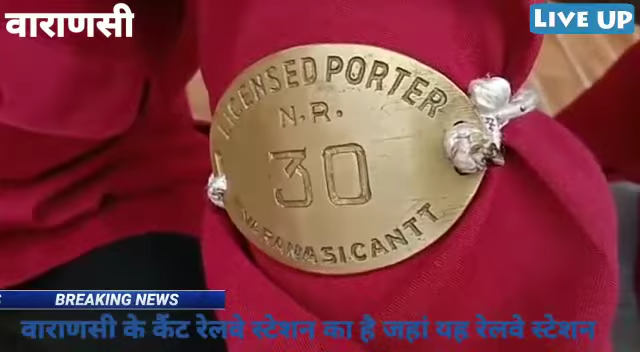 वाराणसी
LIVE UP
LICENSED PORTER
N.R.
30
VARANASI.CANTT
BREAKING NEWS
वाराणसी के कैंट रेलवे स्टेशन का है जहां यह रेलवे स्टेशन